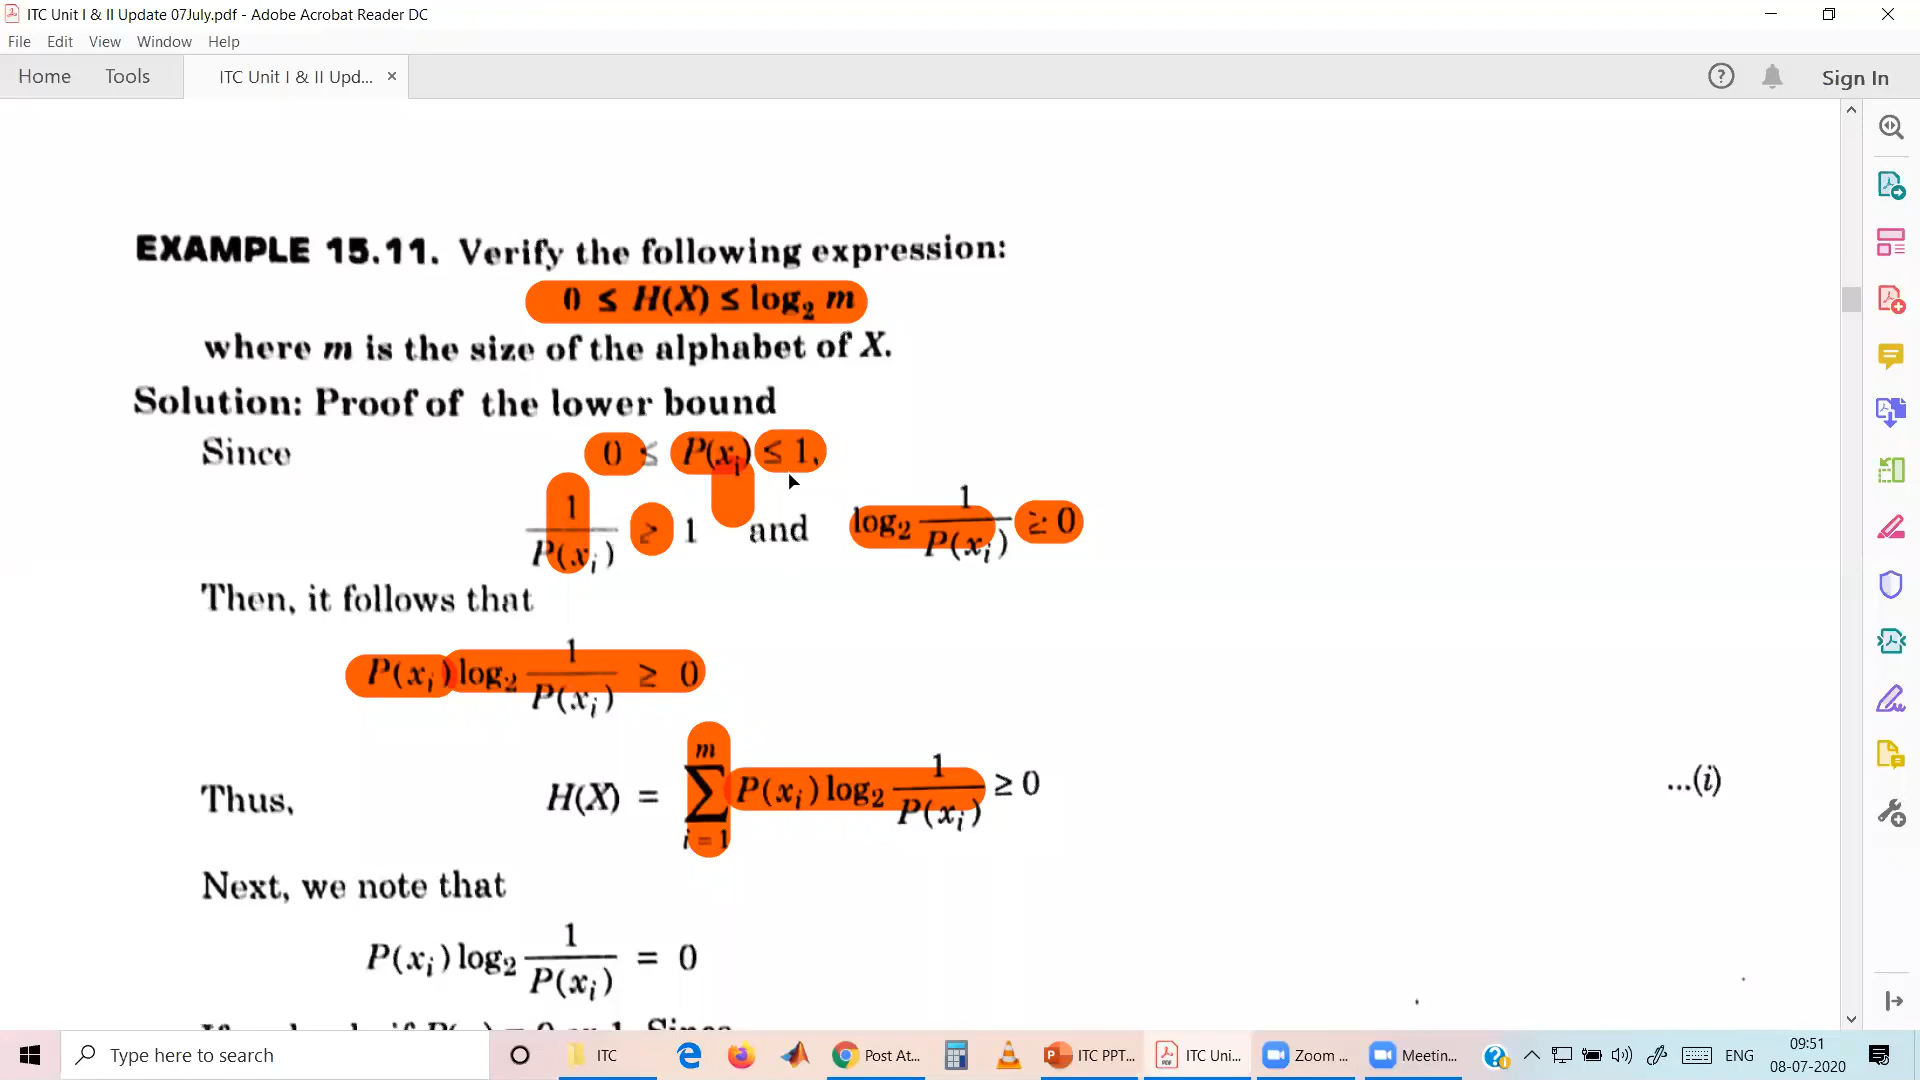 ITC Unit I & II Update 07July.pdf - Adobe Acrobat Reader DC
File Edit View Window Help
Home Tools ITC Unit I & II Upd... × Sign In
EXAMPLE 15.11. Verify the following expression:
0 ≤ H(X) ≤ log₂ m
where m is the size of the alphabet of X.
Solution: Proof of the lower bound
Since 0 ≤ P(xᵢ) ≤ 1,
1/P(xᵢ) ≥ 1 and log₂ 1/P(xᵢ) ≥ 0
Then, it follows that
P(xᵢ) log₂ 1/P(xᵢ) ≥ 0
Thus, H(X) = ∑ᵢ₌₁ᵐ P(xᵢ) log₂ 1/P(xᵢ) ≥ 0 ...(i)
Next, we note that
P(xᵢ) log₂ 1/P(xᵢ) = 0
Type here to search ITC Post At... ITC PPT... ITC Uni... Zoom ... Meetin... ENG 09:51
08-07-2020